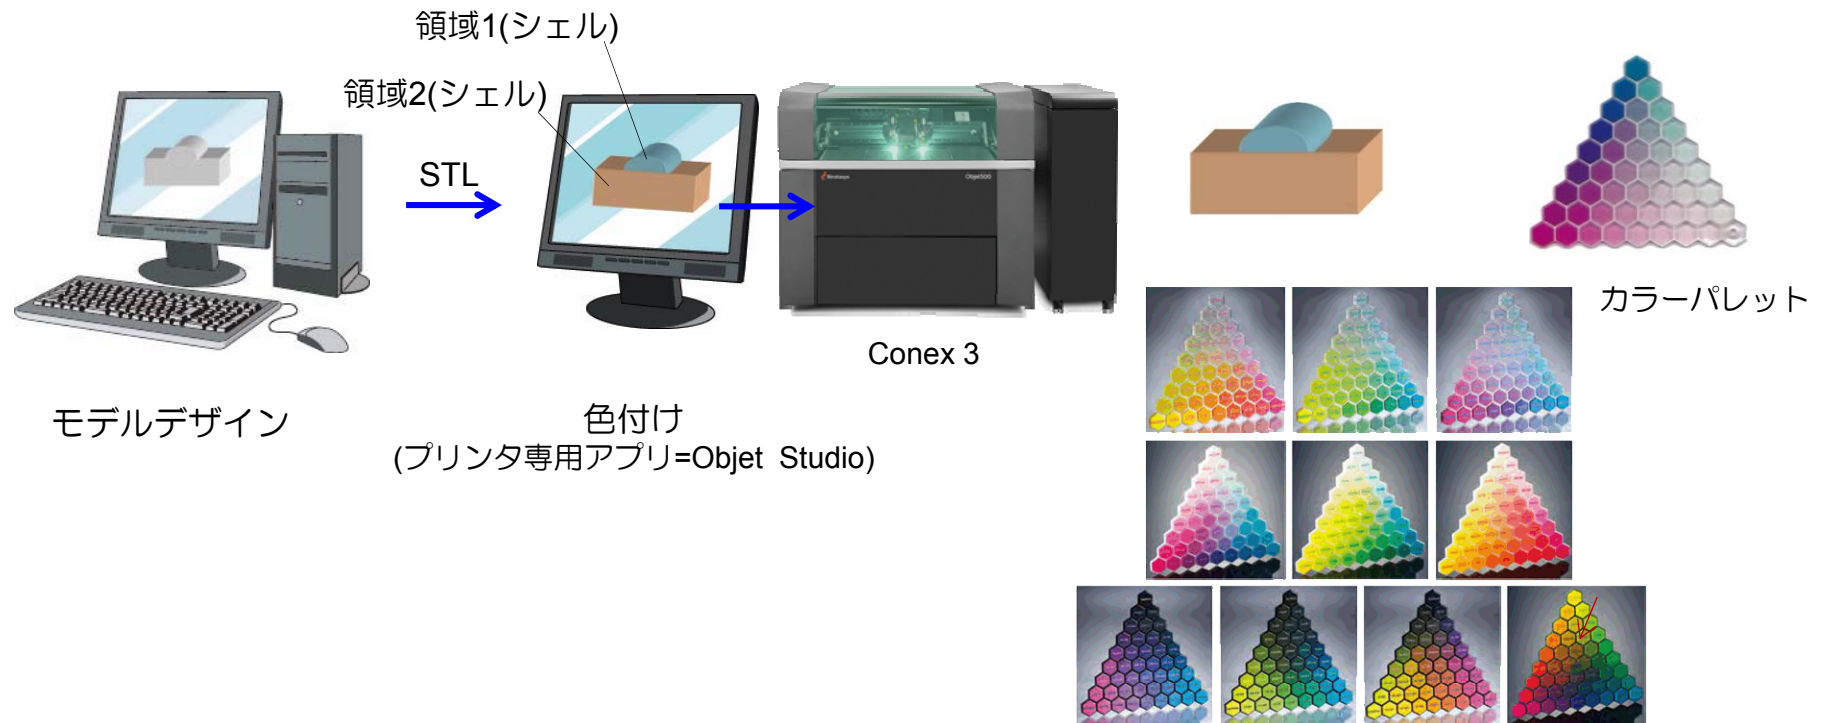 領域1(シェル)
領域2(シェル)
STL
Stratasys
Objet500
Conex 3
カラーパレット
モデルデザイン
色付け
(プリンタ専用アプリ=Objet Studio)